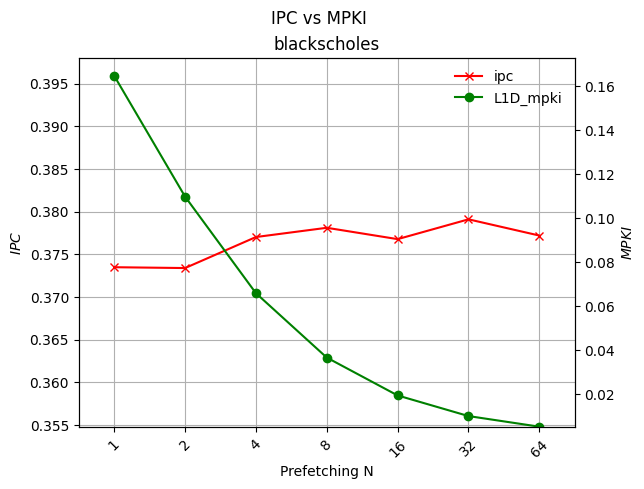 IPC vs MPKI
blackscholes
ipc
L1D_mpki
0.395
0.390
0.385
0.380
0.375
0.370
0.365
0.360
0.355
IPC
0.16
0.14
0.12
0.10
0.08
0.06
0.04
0.02
MPKI
1 2 4 8 16 32 64
Prefetching N